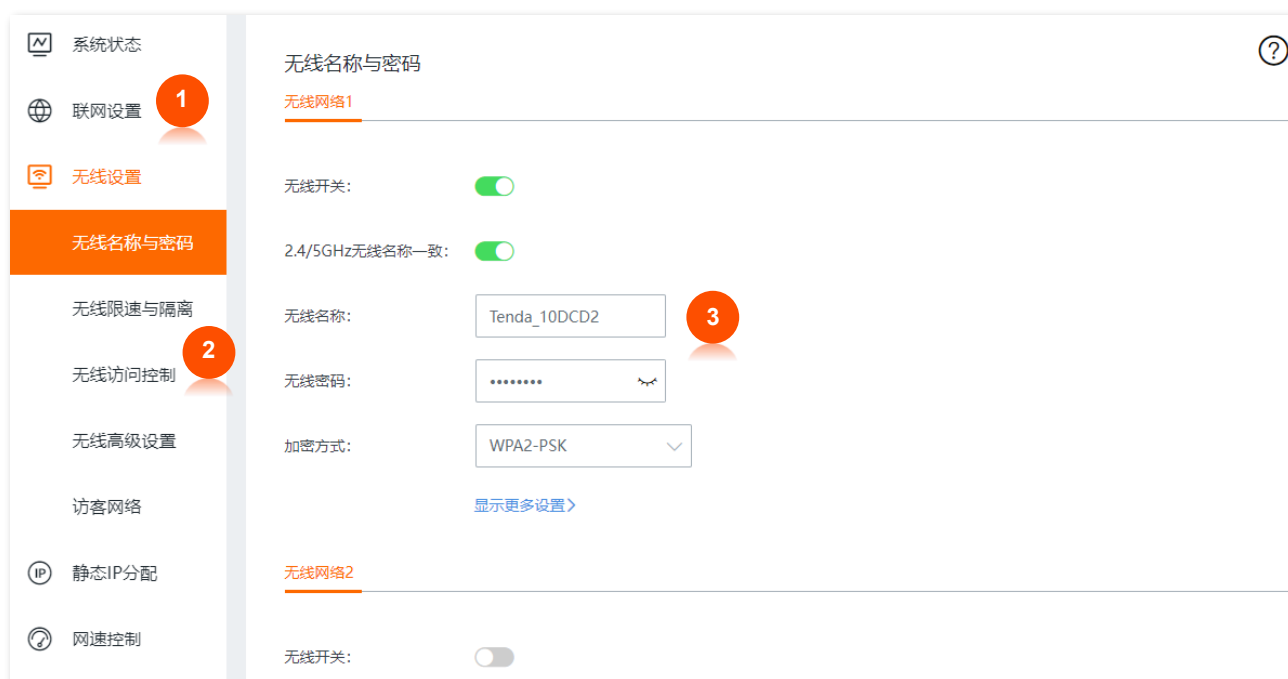 系统状态
联网设置
1
无线设置
无线名称与密码
无线限速与隔离
2
无线访问控制
无线高级设置
访客网络
IP
静态IP分配
网速控制
无线名称与密码
?
无线网络1
无线开关:
2.4/5GHz无线名称一致:
无线名称: Tenda_10DCD2
3
无线密码: ••••••••
加密方式: WPA2-PSK
显示更多设置>
无线网络2
无线开关: